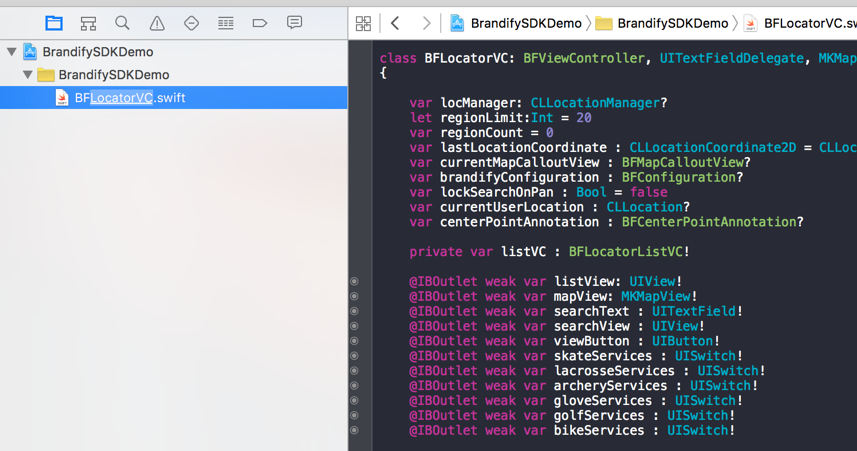 BrandifySDKDemo
BrandifySDKDemo
BFLocatorVC.swift
BrandifySDKDemo BrandifySDKDemo BFLocatorVC.sw
class BFLocatorVC: BFViewController, UITextFieldDelegate, MKMap
{
var locManager: CLLocationManager?
let regionLimit:Int = 20
var regionCount = 0
var lastLocationCoordinate : CLLocationCoordinate2D = CLLoc
var currentMapCalloutView : BFMapCalloutView?
var brandifyConfiguration : BFConfiguration?
var lockSearchOnPan : Bool = false
var currentUserLocation : CLLocation?
var centerPointAnnotation : BFCenterPointAnnotation?
private var listVC : BFLocatorListVC!
@IBOutlet weak var listView: UIView!
@IBOutlet weak var mapView: MKMapView!
@IBOutlet weak var searchText : UITextField!
@IBOutlet weak var searchView : UIView!
@IBOutlet weak var viewButton : UIButton!
@IBOutlet weak var skateServices : UISwitch!
@IBOutlet weak var lacrosseServices : UISwitch!
@IBOutlet weak var archeryServices : UISwitch!
@IBOutlet weak var gloveServices : UISwitch!
@IBOutlet weak var golfServices : UISwitch!
@IBOutlet weak var bikeServices : UISwitch!